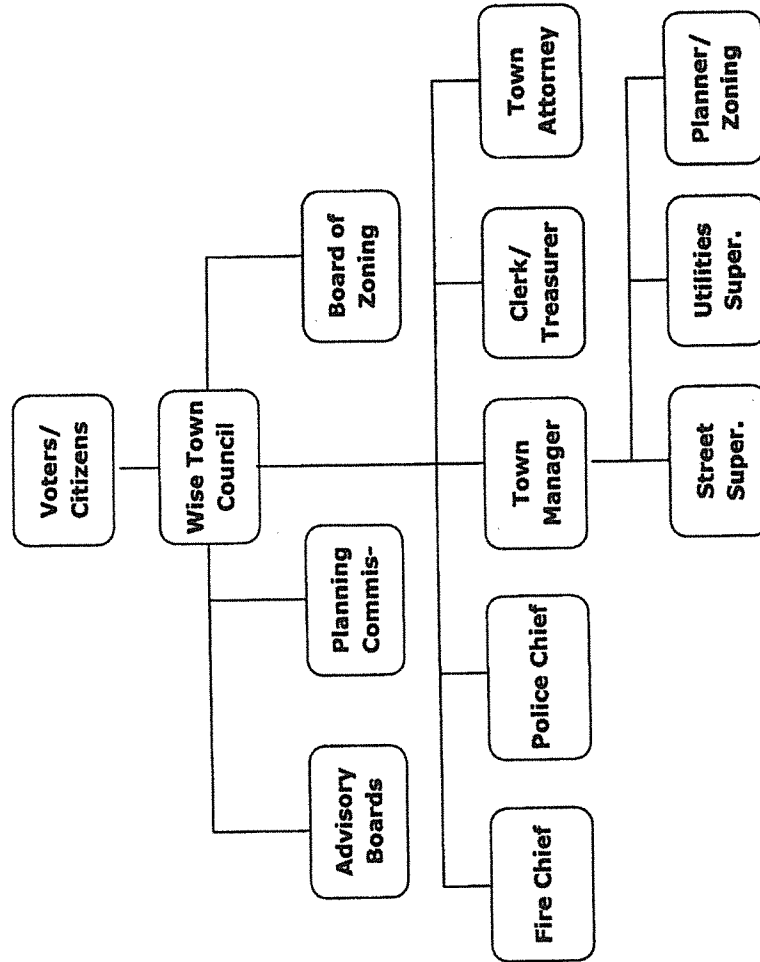 Voters/
Citizens
Wise Town
Council
Advisory
Boards
Planning
Commis-
Board of
Zoning
Fire Chief
Police Chief
Town
Manager
Clerk/
Treasurer
Town
Attorney
Street
Super.
Utilities
Super.
Planner/
Zoning